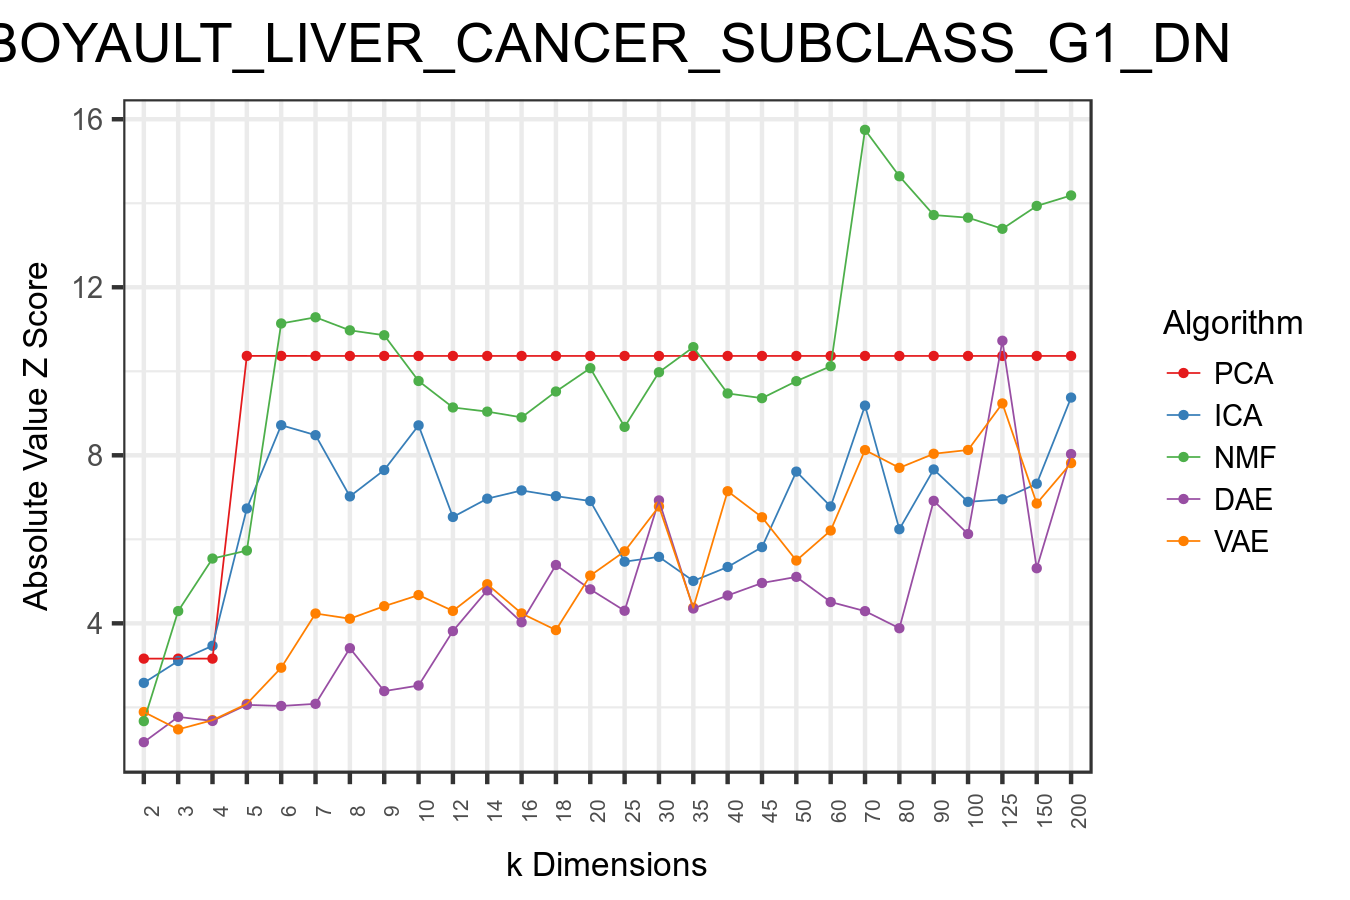 BOYAULT_LIVER_CANCER_SUBCLASS_G1_DN
16
12
8
4
Absolute Value Z Score
2 3 4 5 6 7 8 9 10 12 14 16 18 20 25 30 35 40 45 50 60 70 80 90 100 125 150 200
k Dimensions
Algorithm
PCA
ICA
NMF
DAE
VAE